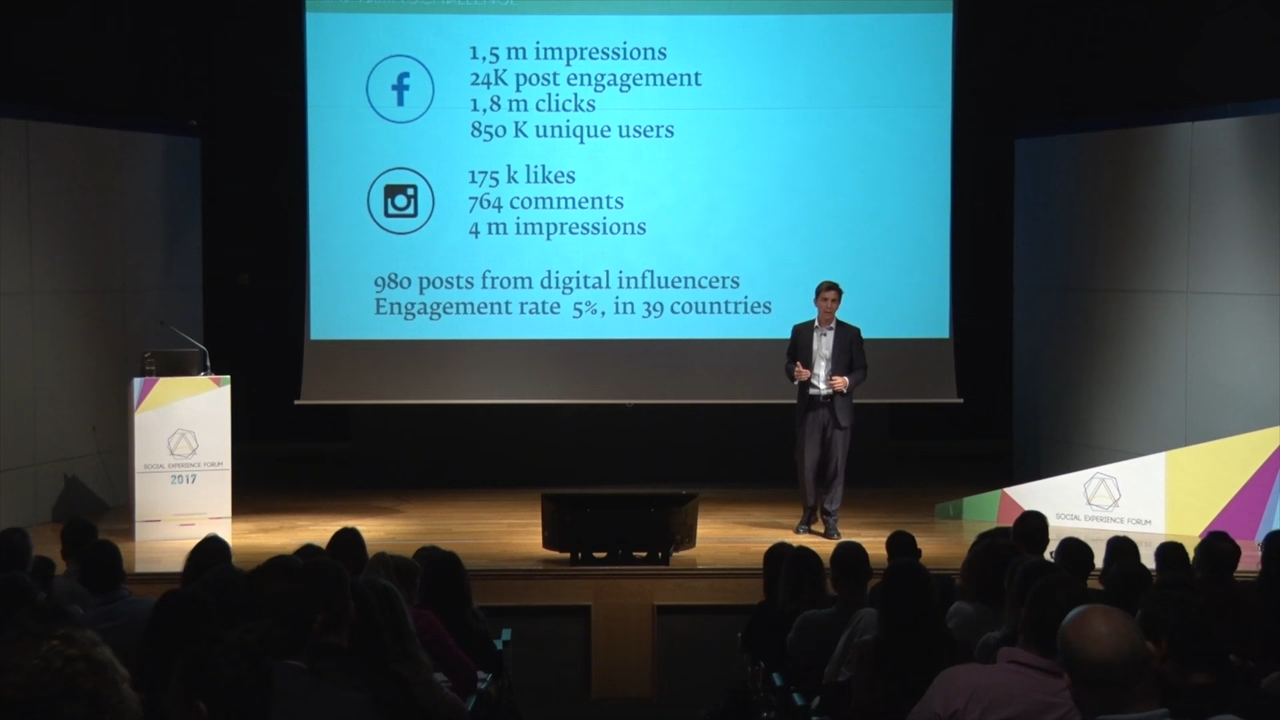 1,5 m impressions
24K post engagement
1,8 m clicks
850 K unique users
175 k likes
764 comments
4 m impressions
980 posts from digital influencers
Engagement rate 5%, in 39 countries
SOCIAL EXPERIENCE FORUM
2017
SOCIAL EXPERIENCE FORUM